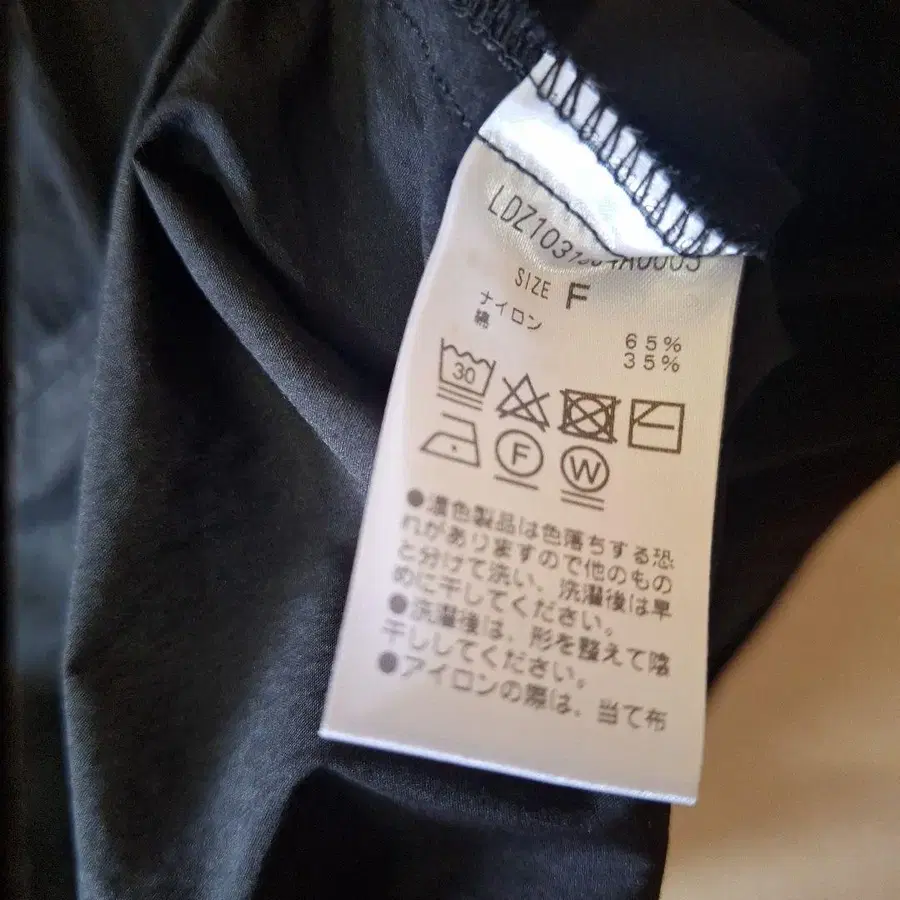 SIZE F
ナイロン 65%
綿 35%
30
F W
●濃色製品は色落ちする恐
れがありますので他のもの
と分けて洗い、洗濯後は早
めに干してください。
●洗濯後は、形を整えて陰
干ししてください。
●アイロンの際は、当て布